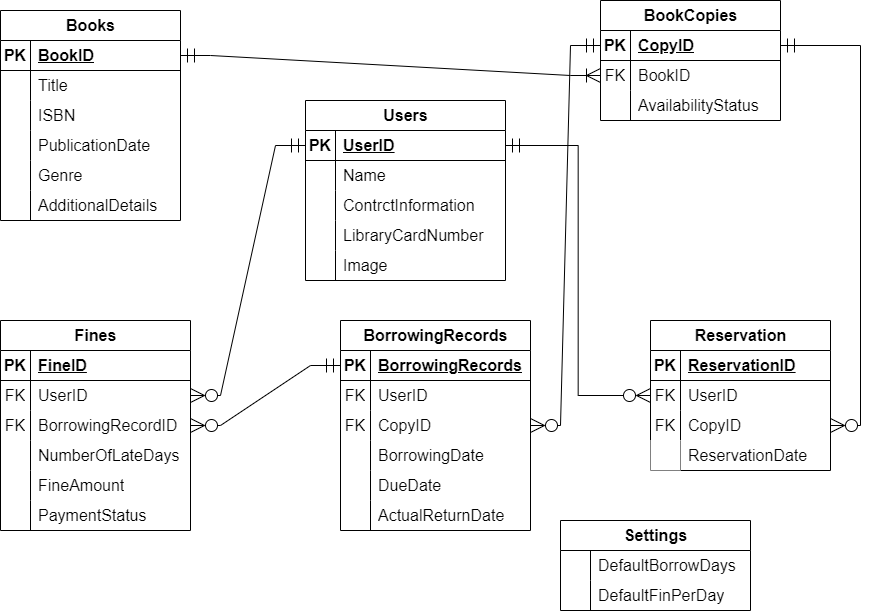 Books
PK BookID
Title
ISBN
PublicationDate
Genre
AdditionalDetails
BookCopies
PK CopyID
FK BookID
AvailabilityStatus
Users
PK UserID
Name
ContrctInformation
LibraryCardNumber
Image
Fines
PK FineID
FK UserID
FK BorrowingRecordID
NumberOfLateDays
FineAmount
PaymentStatus
BorrowingRecords
PK BorrowingRecords
FK UserID
FK CopyID
BorrowingDate
DueDate
ActualReturnDate
Reservation
PK ReservationID
FK UserID
FK CopyID
ReservationDate
Settings
DefaultBorrowDays
DefaultFinPerDay